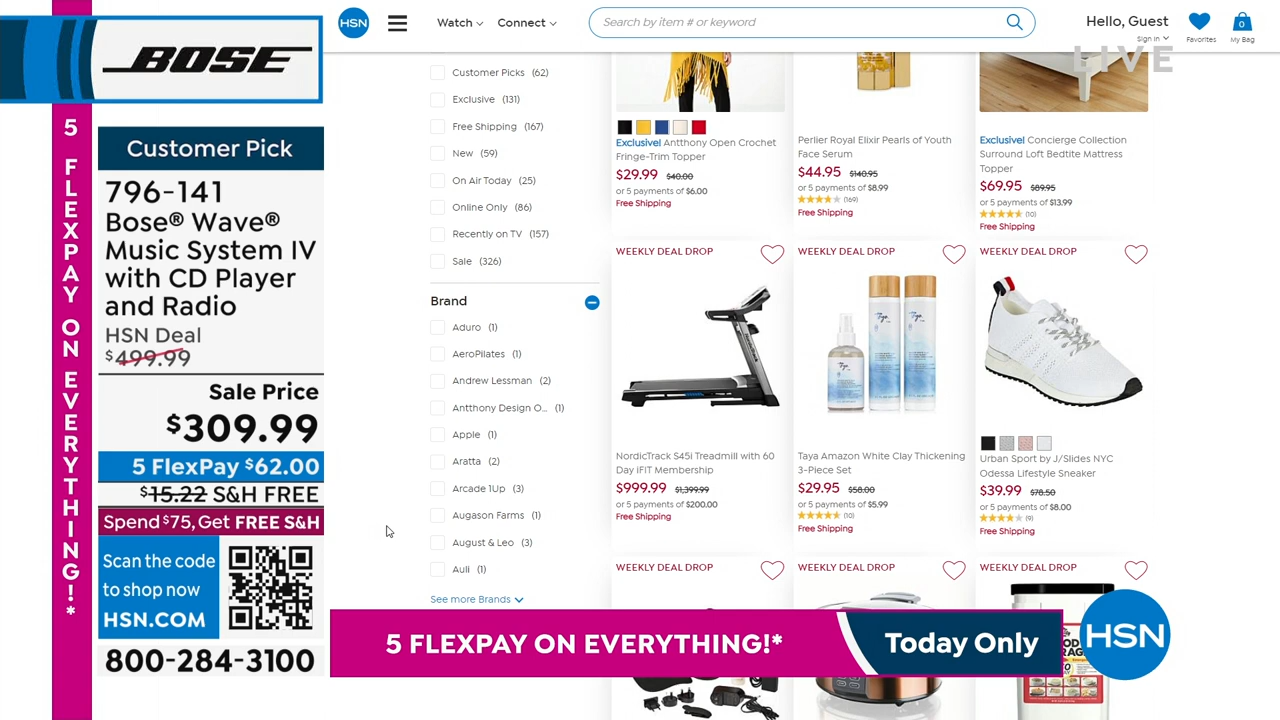 BOSE
5 FLEXPAY ON EVERYTHING!*
Customer Pick
796-141
Bose® Wave®
Music System IV
with CD Player
and Radio
HSN Deal
$499.99
Sale Price
$309.99
5 FlexPay $62.00
$15.22 S&H FREE
Spend $75, Get FREE S&H
Scan the code
to shop now
HSN.COM
800-284-3100
HSN
Watch
Connect
Search by item # or keyword
Hello, Guest
Sign In
Favorites
0
My Bag
LIVE
Customer Picks (62)
Exclusive (131)
Free Shipping (167)
New (59)
On Air Today (25)
Online Only (86)
Recently on TV (157)
Sale (326)
Brand
Aduro (1)
AeroPilates (1)
Andrew Lessman (2)
Antthony Design O... (1)
Apple (1)
Aratta (2)
Arcade 1Up (3)
Augason Farms (1)
August & Leo (3)
Auli (1)
See more Brands
Exclusive! Antthony Open Crochet
Fringe-Trim Topper
$29.99 $40.00
or 5 payments of $6.00
Free Shipping
Perlier Royal Elixir Pearls of Youth
Face Serum
$44.95 $140.95
or 5 payments of $8.99
(169)
Free Shipping
Exclusive! Concierge Collection
Surround Loft Bedtite Mattress
Topper
$69.95 $89.95
or 5 payments of $13.99
(10)
Free Shipping
WEEKLY DEAL DROP
NordicTrack S45i Treadmill with 60
Day iFIT Membership
$999.99 $1,399.99
or 5 payments of $200.00
Free Shipping
WEEKLY DEAL DROP
Taya
Taya
Taya
Taya Amazon White Clay Thickening
3-Piece Set
$29.95 $58.00
or 5 payments of $5.99
(10)
Free Shipping
WEEKLY DEAL DROP
Urban Sport by J/Slides NYC
Odessa Lifestyle Sneaker
$39.99 $78.50
or 5 payments of $8.00
(9)
Free Shipping
WEEKLY DEAL DROP
WEEKLY DEAL DROP
WEEKLY DEAL DROP
5 FLEXPAY ON EVERYTHING!*
Today Only
HSN